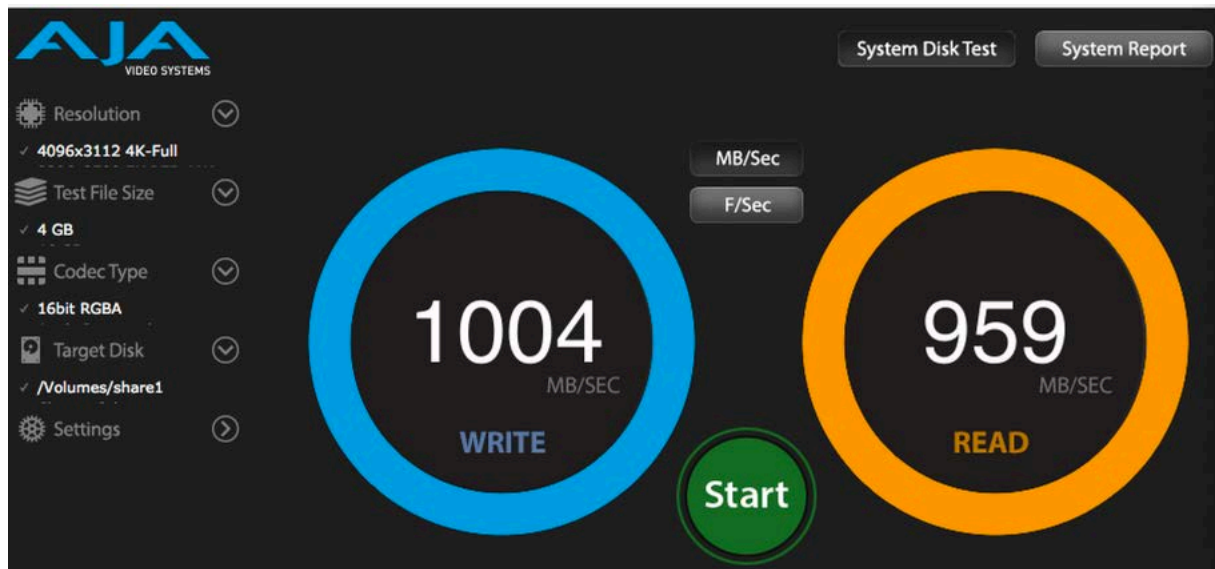 AJA
VIDEO SYSTEMS
System Disk Test
System Report
Resolution
✓ 4096x3112 4K-Full
Test File Size
✓ 4 GB
Codec Type
✓ 16bit RGBA
Target Disk
✓ /Volumes/share1
Settings
MB/Sec
F/Sec
1004
MB/SEC
WRITE
959
MB/SEC
READ
Start